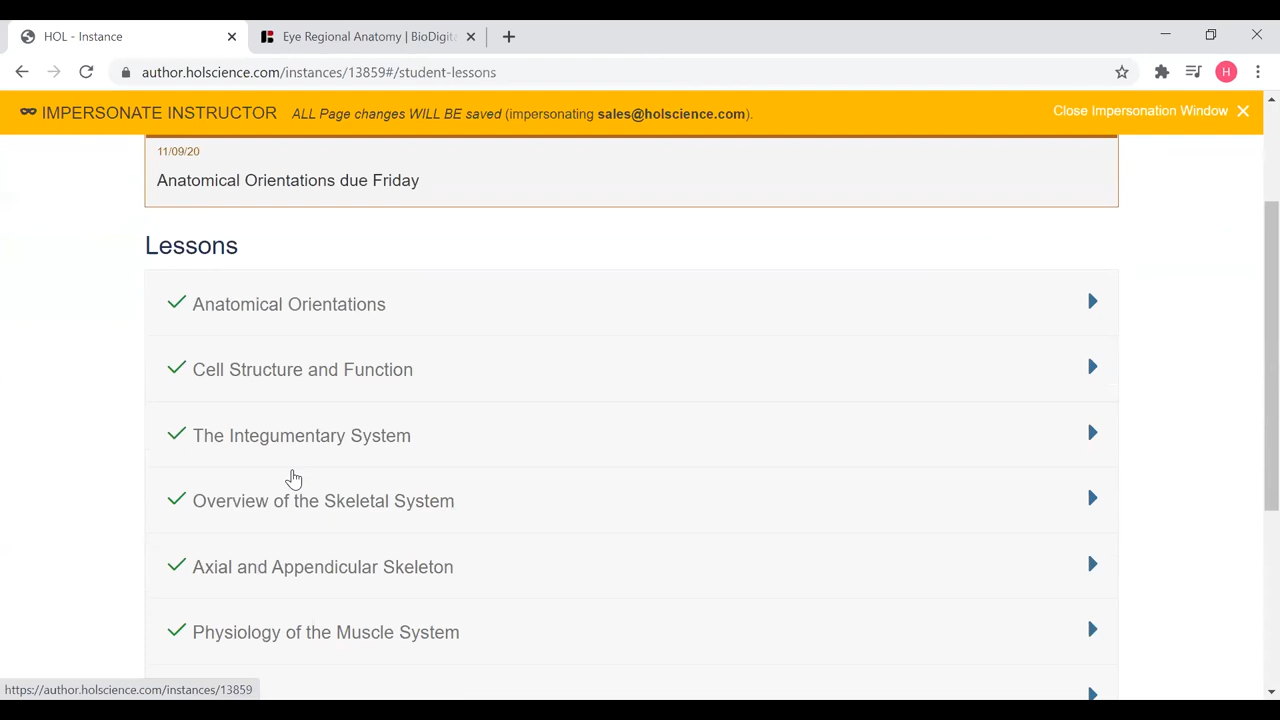 HOL - Instance
Eye Regional Anatomy | BioDigit
author.holscience.com/instances/13859#/student-lessons
H
IMPERSONATE INSTRUCTOR ALL Page changes WILL BE saved (impersonating sales@holscience.com).
Close Impersonation Window
11/09/20
Anatomical Orientations due Friday
Lessons
Anatomical Orientations
Cell Structure and Function
The Integumentary System
Overview of the Skeletal System
Axial and Appendicular Skeleton
Physiology of the Muscle System
https://author.holscience.com/instances/13859